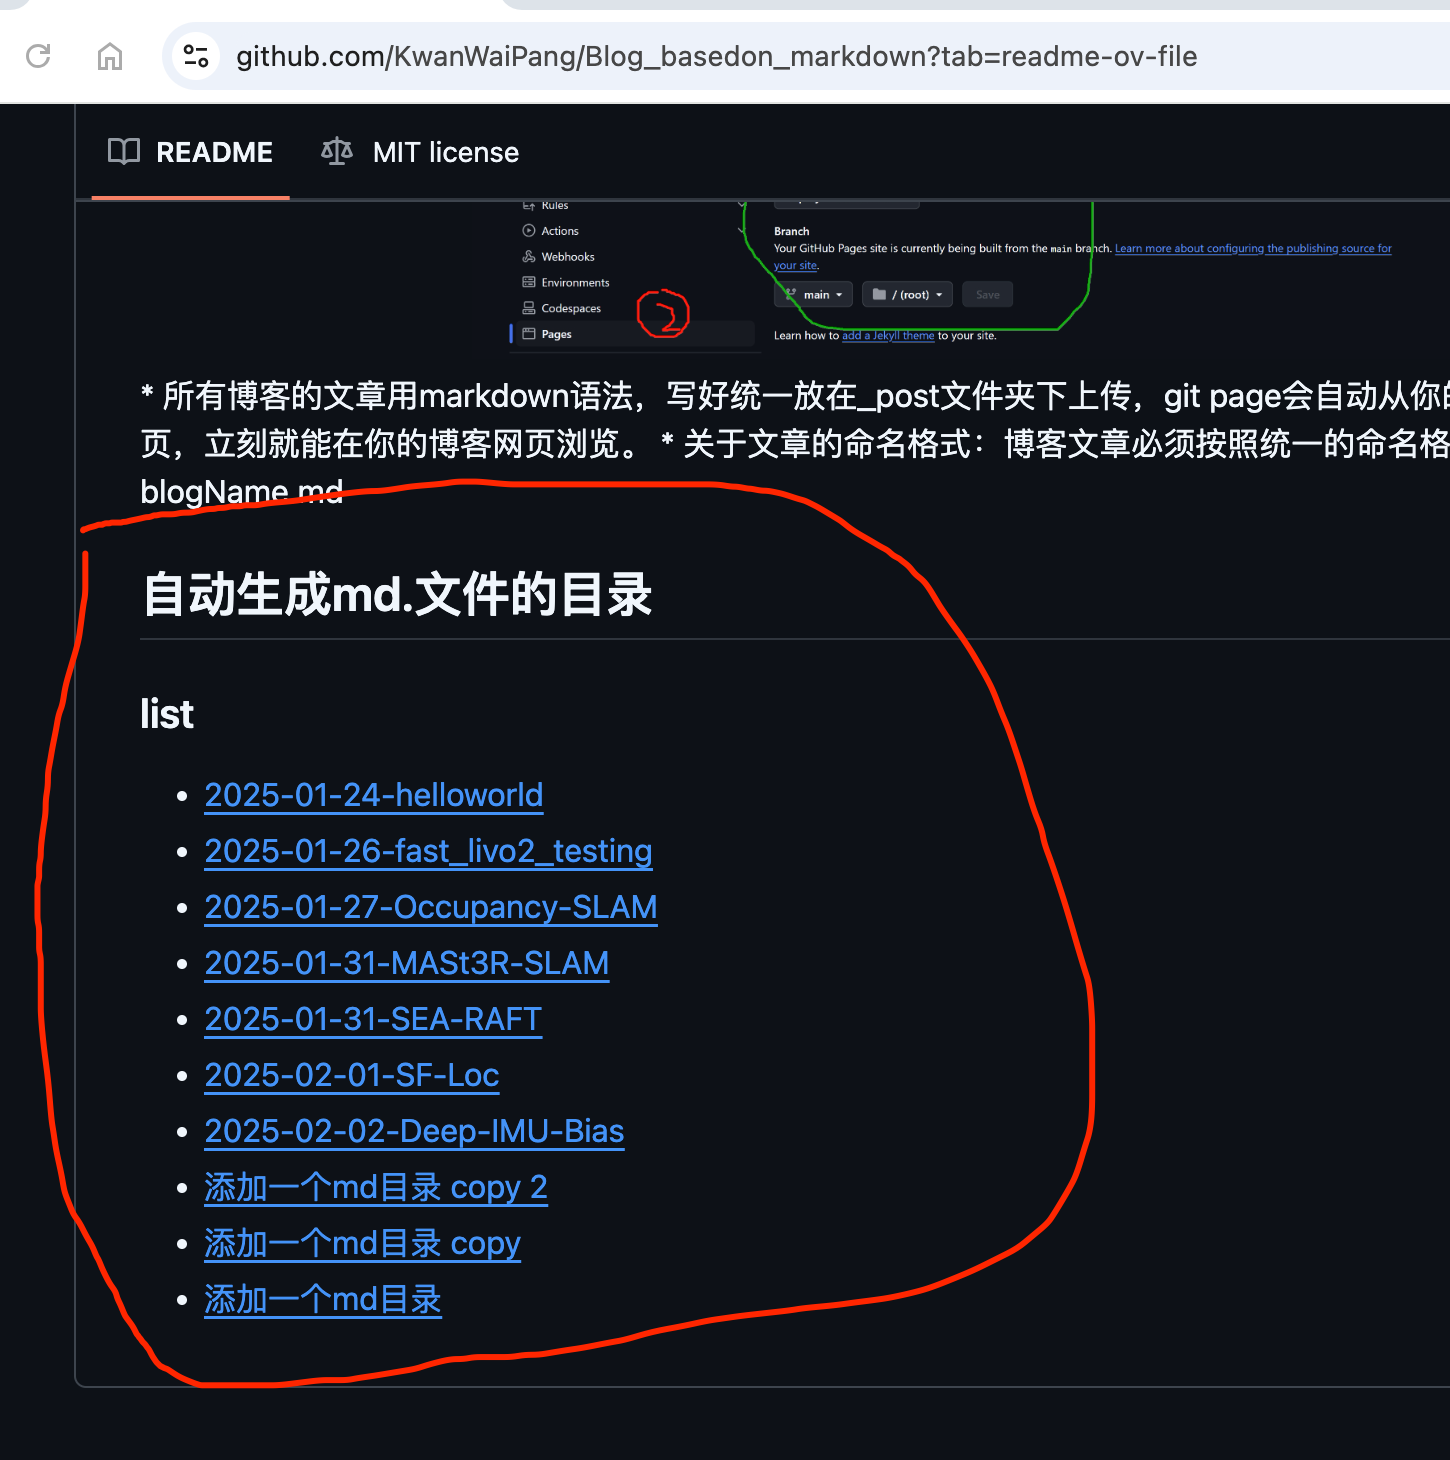 github.com/KwanWaiPang/Blog_basedon_markdown?tab=readme-ov-file
README MIT license
Rules
Actions
Webhooks
Environments
Codespaces
Pages
2
Branch
Your GitHub Pages site is currently being built from the main branch. Learn more about configuring the publishing source for
your site.
main / (root) Save
Learn how to add a Jekyll theme to your site.
* 所有博客的文章用markdown语法，写好统一放在_post文件夹下上传，git page会自动从你的
页，立刻就能在你的博客网页浏览。 * 关于文章的命名格式：博客文章必须按照统一的命名格
blogName.md
自动生成md.文件的目录
list
2025-01-24-helloworld
2025-01-26-fast_livo2_testing
2025-01-27-Occupancy-SLAM
2025-01-31-MASt3R-SLAM
2025-01-31-SEA-RAFT
2025-02-01-SF-Loc
2025-02-02-Deep-IMU-Bias
添加一个md目录 copy 2
添加一个md目录 copy
添加一个md目录